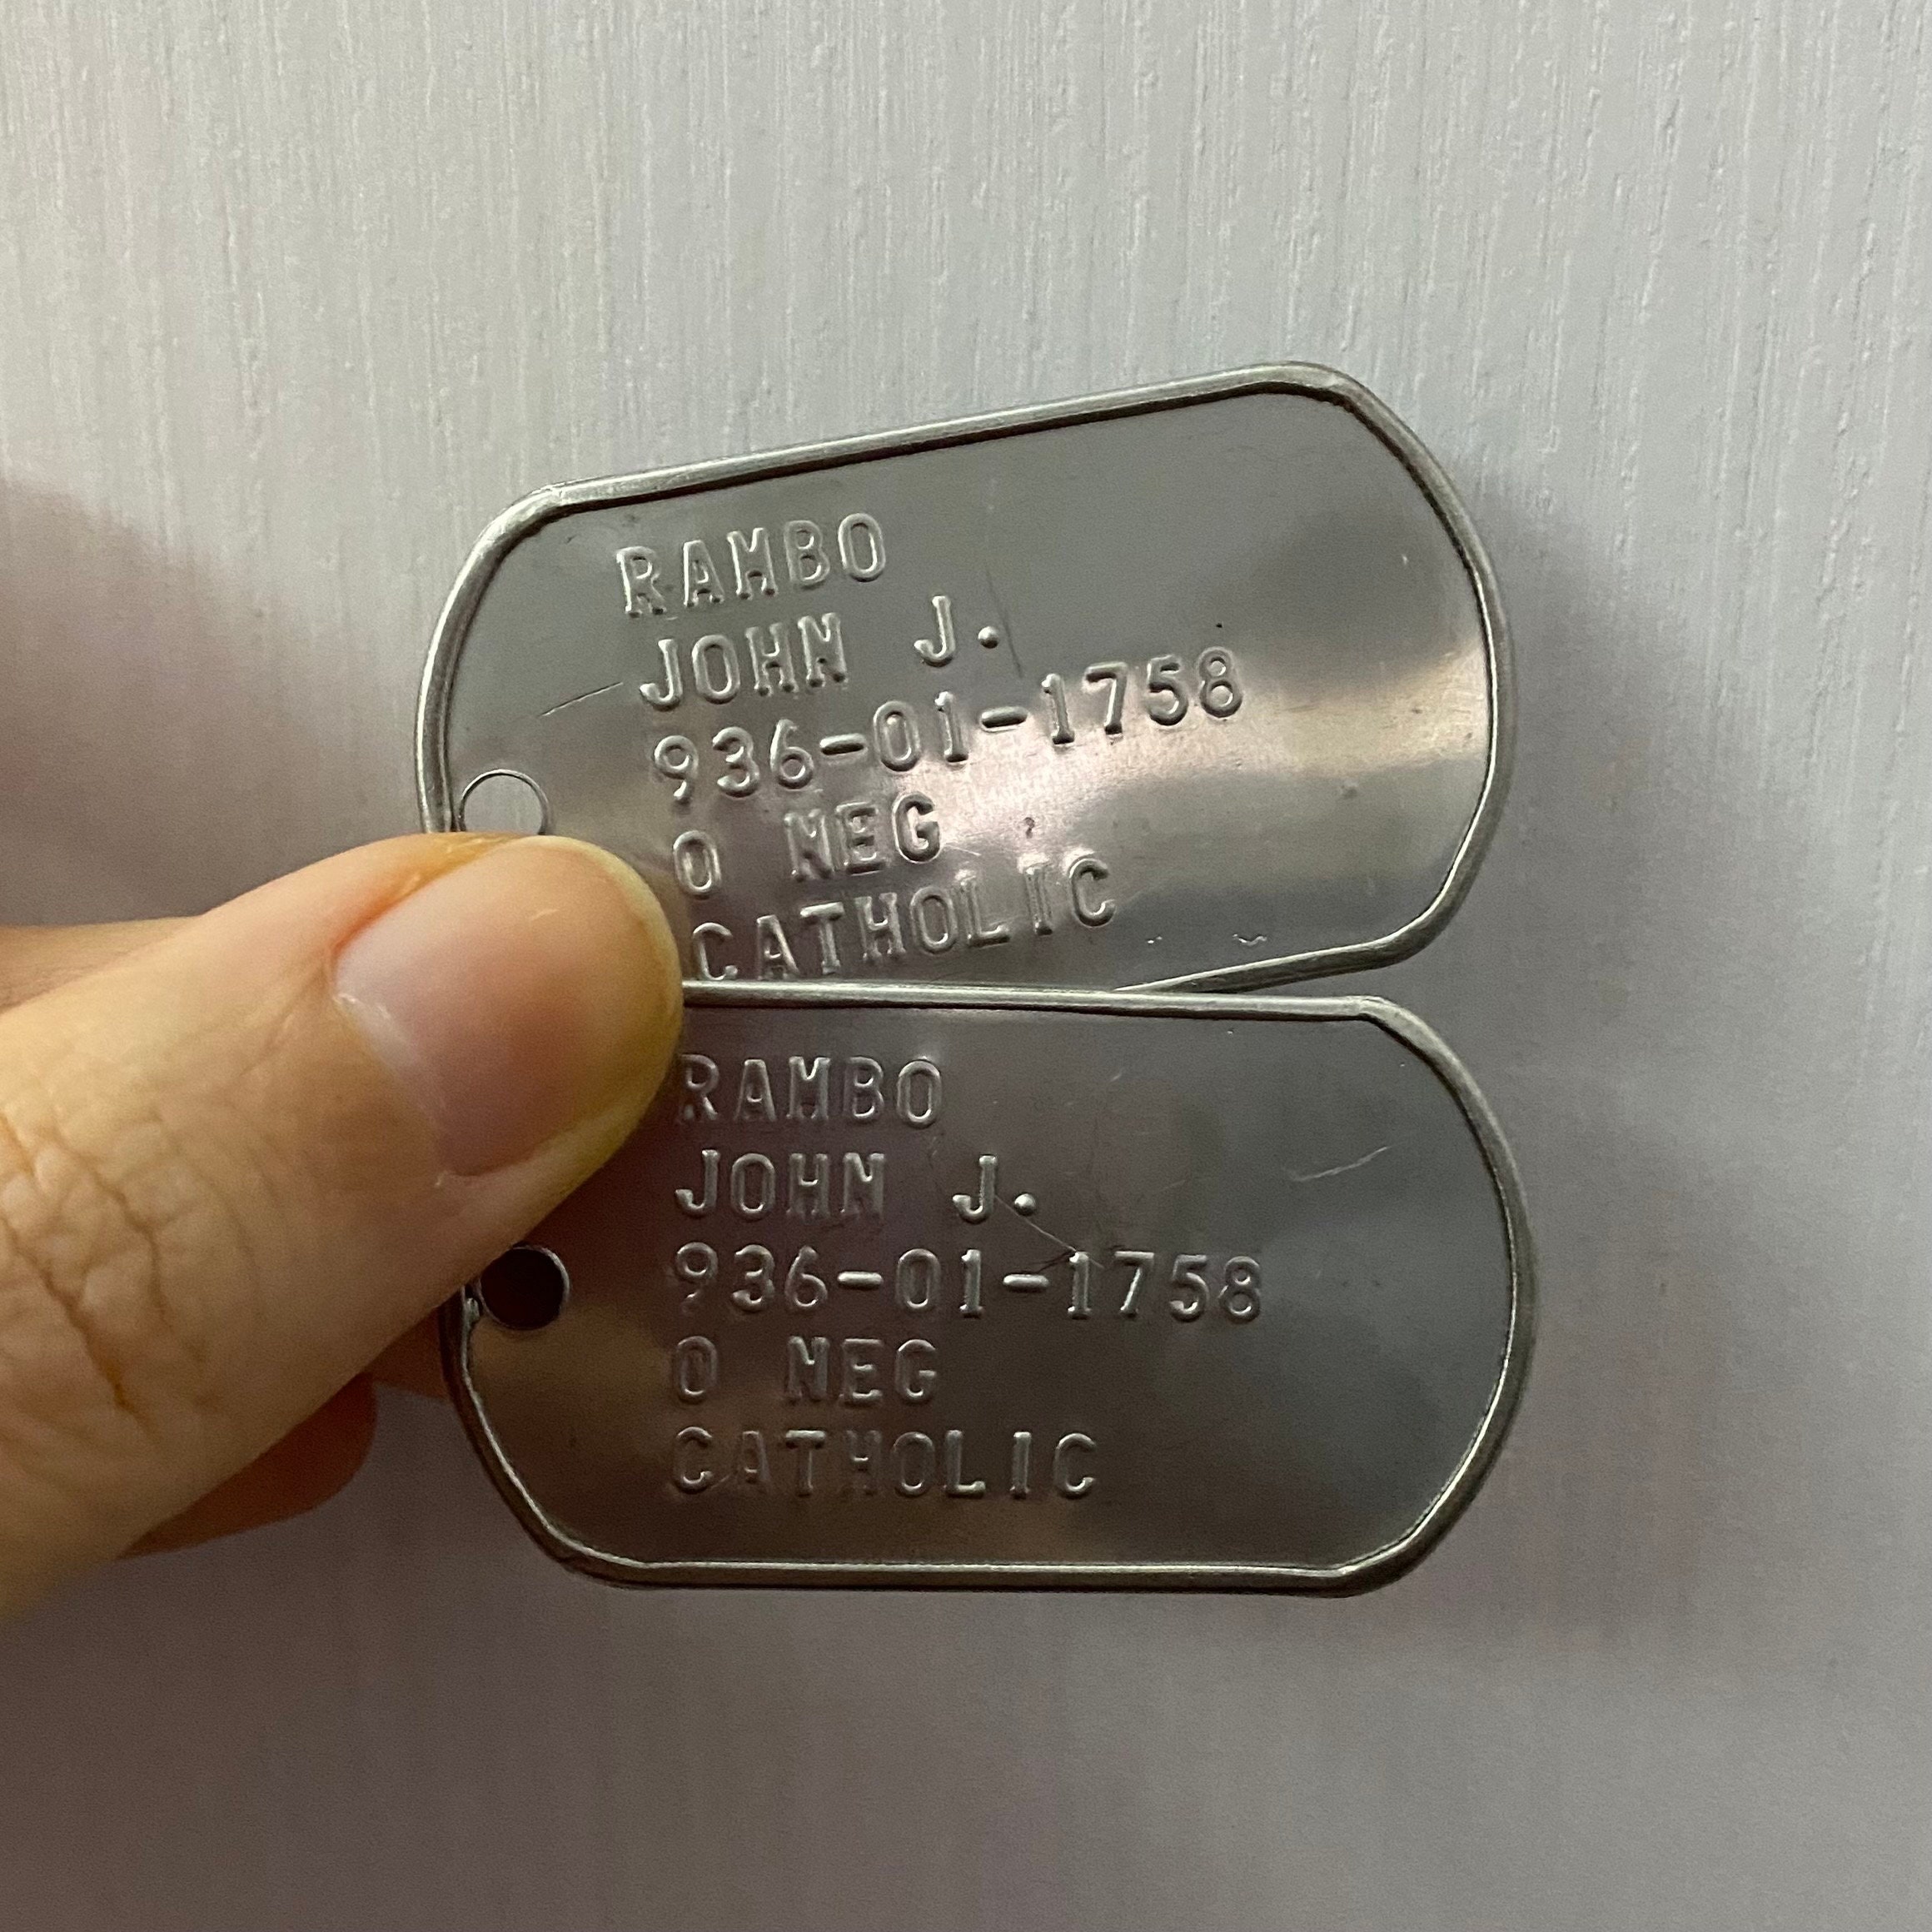 RAMBO
JOHN J.
936-01-1758
O NEG
CATHOLIC
RAMBO
JOHN J.
936-01-1758
O NEG
CATHOLIC